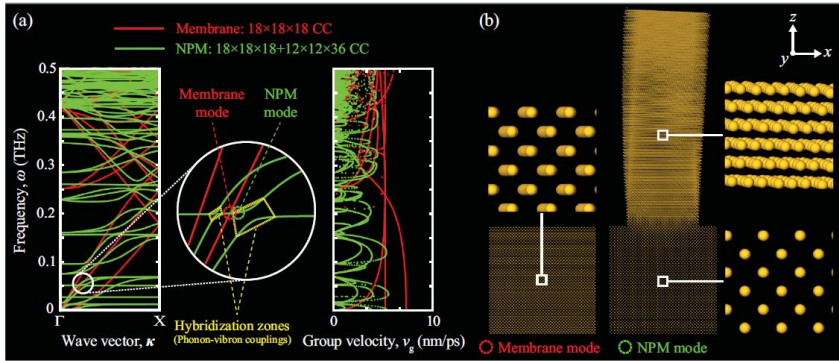 (a)
Membrane: 18×18×18 CC
NPM: 18×18×18+12×12×36 CC
0.5
0.4
0.3
0.2
0.1
0
Frequency, ω (THz)
Γ
X
Wave vector, κ
Membrane
mode
NPM
mode
Hybridization zones
(Phonon-vibron couplings)
0
10
Group velocity, vg (nm/ps)
(b)
z
y
x
Membrane mode
NPM mode